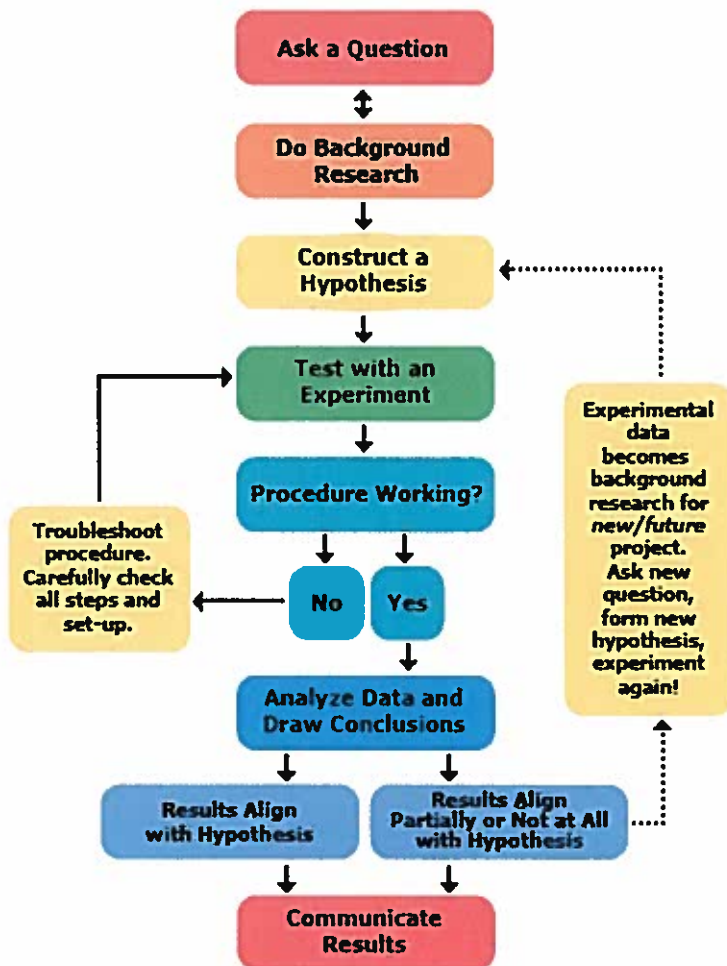 Ask a Question
Do Background
Research
Construct a
Hypothesis
Test with an
Experiment
Procedure Working?
Troubleshoot
procedure.
Carefully check
all steps and
set-up.
No
Yes
Experimental
data
becomes
background
research for
new/future
project.
Ask new
question,
form new
hypothesis,
experiment
again!
Analyze Data and
Draw Conclusions
Results Align
with Hypothesis
Results Align
Partially or Not at All
with Hypothesis
Communicate
Results